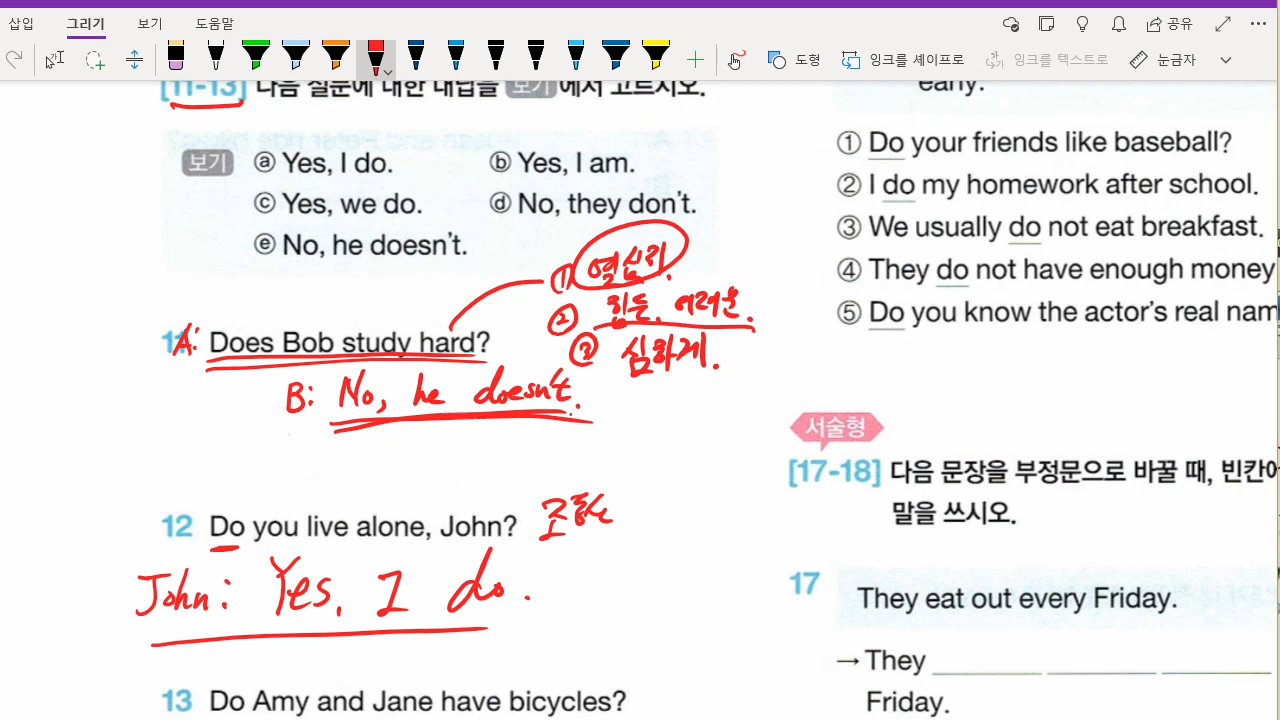 삽입 그리기 보기 도움말 공유
도형 잉크를 셰이프로 잉크를 텍스트로 눈금자
[11-13] 다음 질문에 대한 대답을 보기 에서 고르시오.
보기 ⓐ Yes, I do. ⓑ Yes, I am.
ⓒ Yes, we do. ⓓ No, they don't.
ⓔ No, he doesn't.
① 열심히.
② 힘든. 어려운.
③ 심하게.
A: Does Bob study hard?
B: No, he doesn't.
12 Do you live alone, John?
John: Yes, I do.
13 Do Amy and Jane have bicycles?
early.
① Do your friends like baseball?
② I do my homework after school.
③ We usually do not eat breakfast.
④ They do not have enough money
⑤ Do you know the actor's real nam
서술형
[17-18] 다음 문장을 부정문으로 바꿀 때, 빈칸에
말을 쓰시오.
17 They eat out every Friday.
→ They
Friday.